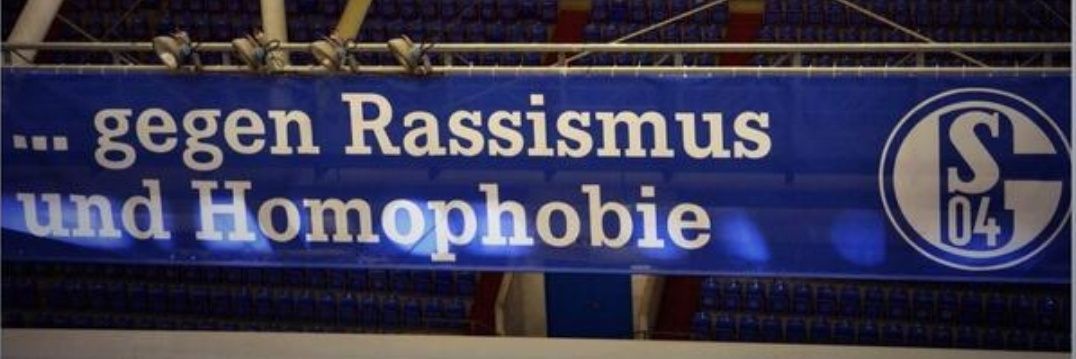 ... gegen Rassismus
und Homophobie
S
04